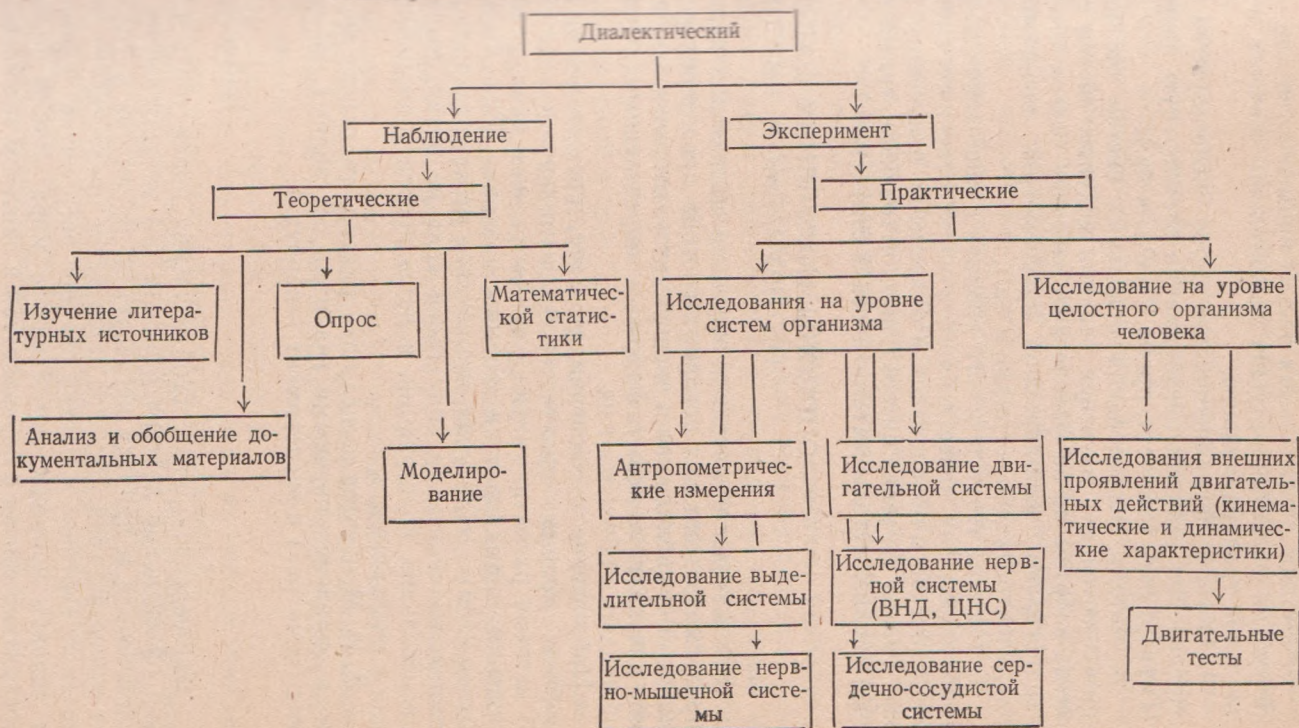 Диалектический
Наблюдение
Эксперимент
Теоретические
Практические
Изучение литера-
турных источников
Опрос
Математичес-
кой статис-
тики
Исследования на уровне
систем организма
Исследование на уровне
целостного организма
человека
Анализ и обобщение до-
кументальных материалов
Моделиро-
вание
Антропометричес-
кие измерения
Исследование дви-
гательной системы
Исследования внешних
проявлений двигатель-
ных действий (кинема-
тические и динамичес-
кие характеристики)
Исследование выде-
лительной системы
Исследование нерв-
ной системы
(ВНД, ЦНС)
Двигательные
тесты
Исследование нерв-
но-мышечной систе-
мы
Исследование сер-
дечно-сосудистой
системы